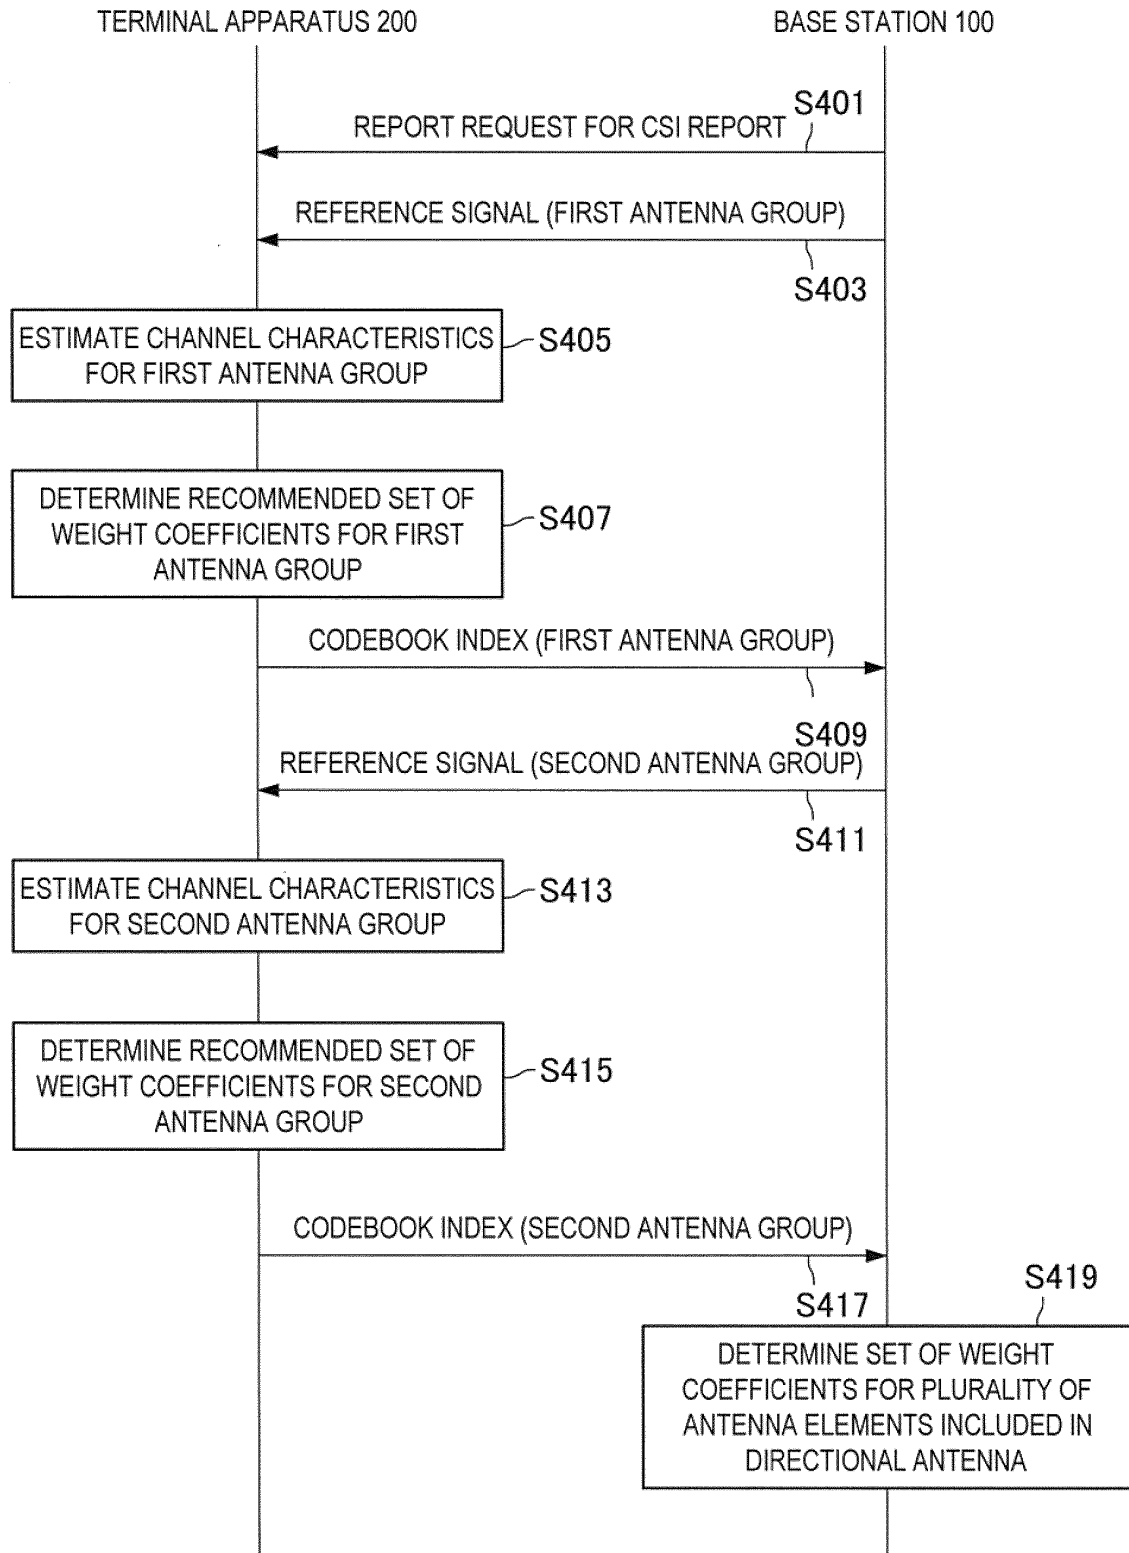 TERMINAL APPARATUS 200
BASE STATION 100
S401
REPORT REQUEST FOR CSI REPORT
REFERENCE SIGNAL (FIRST ANTENNA GROUP)
S403
ESTIMATE CHANNEL CHARACTERISTICS
FOR FIRST ANTENNA GROUP
S405
DETERMINE RECOMMENDED SET OF
WEIGHT COEFFICIENTS FOR FIRST
ANTENNA GROUP
S407
CODEBOOK INDEX (FIRST ANTENNA GROUP)
S409
REFERENCE SIGNAL (SECOND ANTENNA GROUP)
S411
ESTIMATE CHANNEL CHARACTERISTICS
FOR SECOND ANTENNA GROUP
S413
DETERMINE RECOMMENDED SET OF
WEIGHT COEFFICIENTS FOR SECOND
ANTENNA GROUP
S415
CODEBOOK INDEX (SECOND ANTENNA GROUP)
S417
S419
DETERMINE SET OF WEIGHT
COEFFICIENTS FOR PLURALITY OF
ANTENNA ELEMENTS INCLUDED IN
DIRECTIONAL ANTENNA